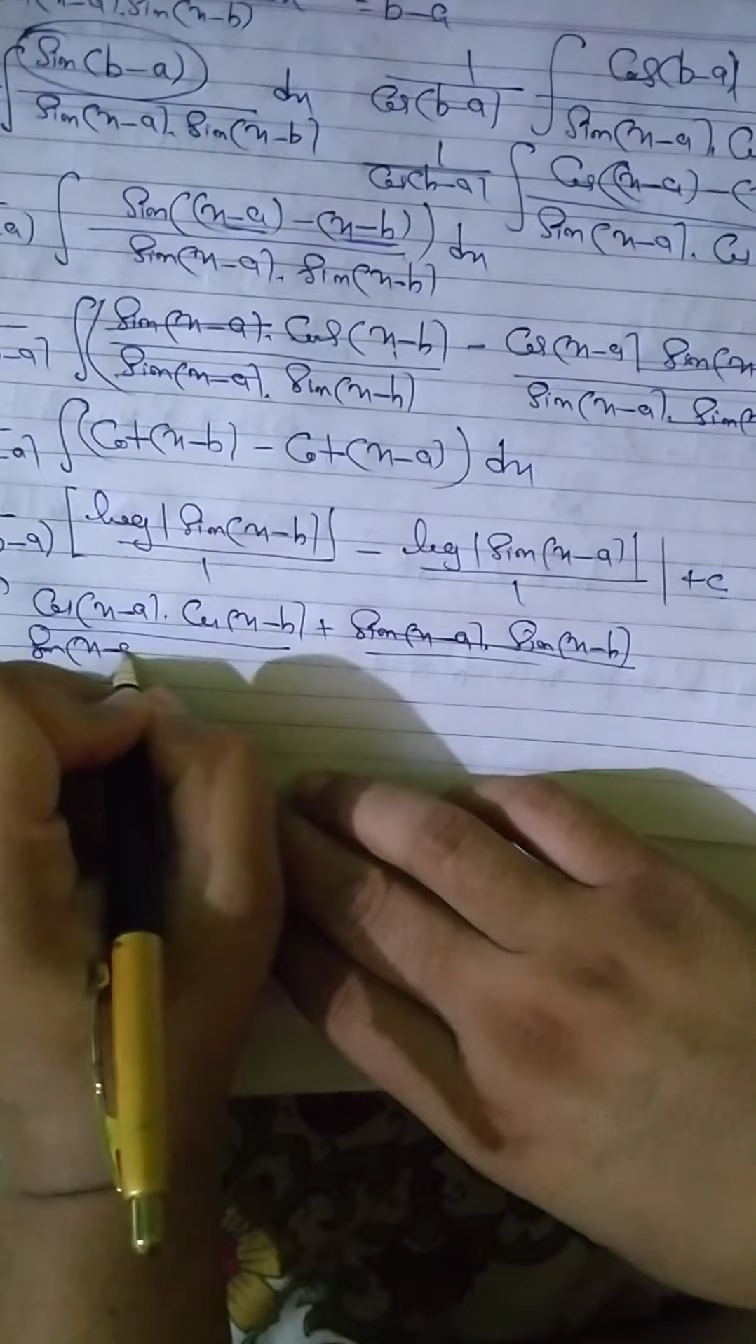 Sin(x-b) = b-a
∫ Sin(b-a) / Sin(x-a). Sin(x-b) dx
1 / Cos(b-a) ∫ Cos(b-a) / Sin(x-a).
1 / Cos(b-a) ∫ Cos((x-a) - / Sin(x-a).
a) ∫ Sin((x-a) - (x-b)) / Sin(x-a). Sin(x-b) dx
-a) ∫ ( Sin(x-a). Cos(x-b) / Sin(x-a). Sin(x-b) - Cos(x-a) Sin(x / Sin(x-a). Sin(
-a) ∫ (Cot(x-b) - Cot(x-a)) dx
b-a) [ log|Sin(x-b)| / 1 - log|Sin(x-a)| / 1 ] +c
Cos(x-a). Cos(x-b) + Sin(x-a). Sin(x-b)
Sin(x-a